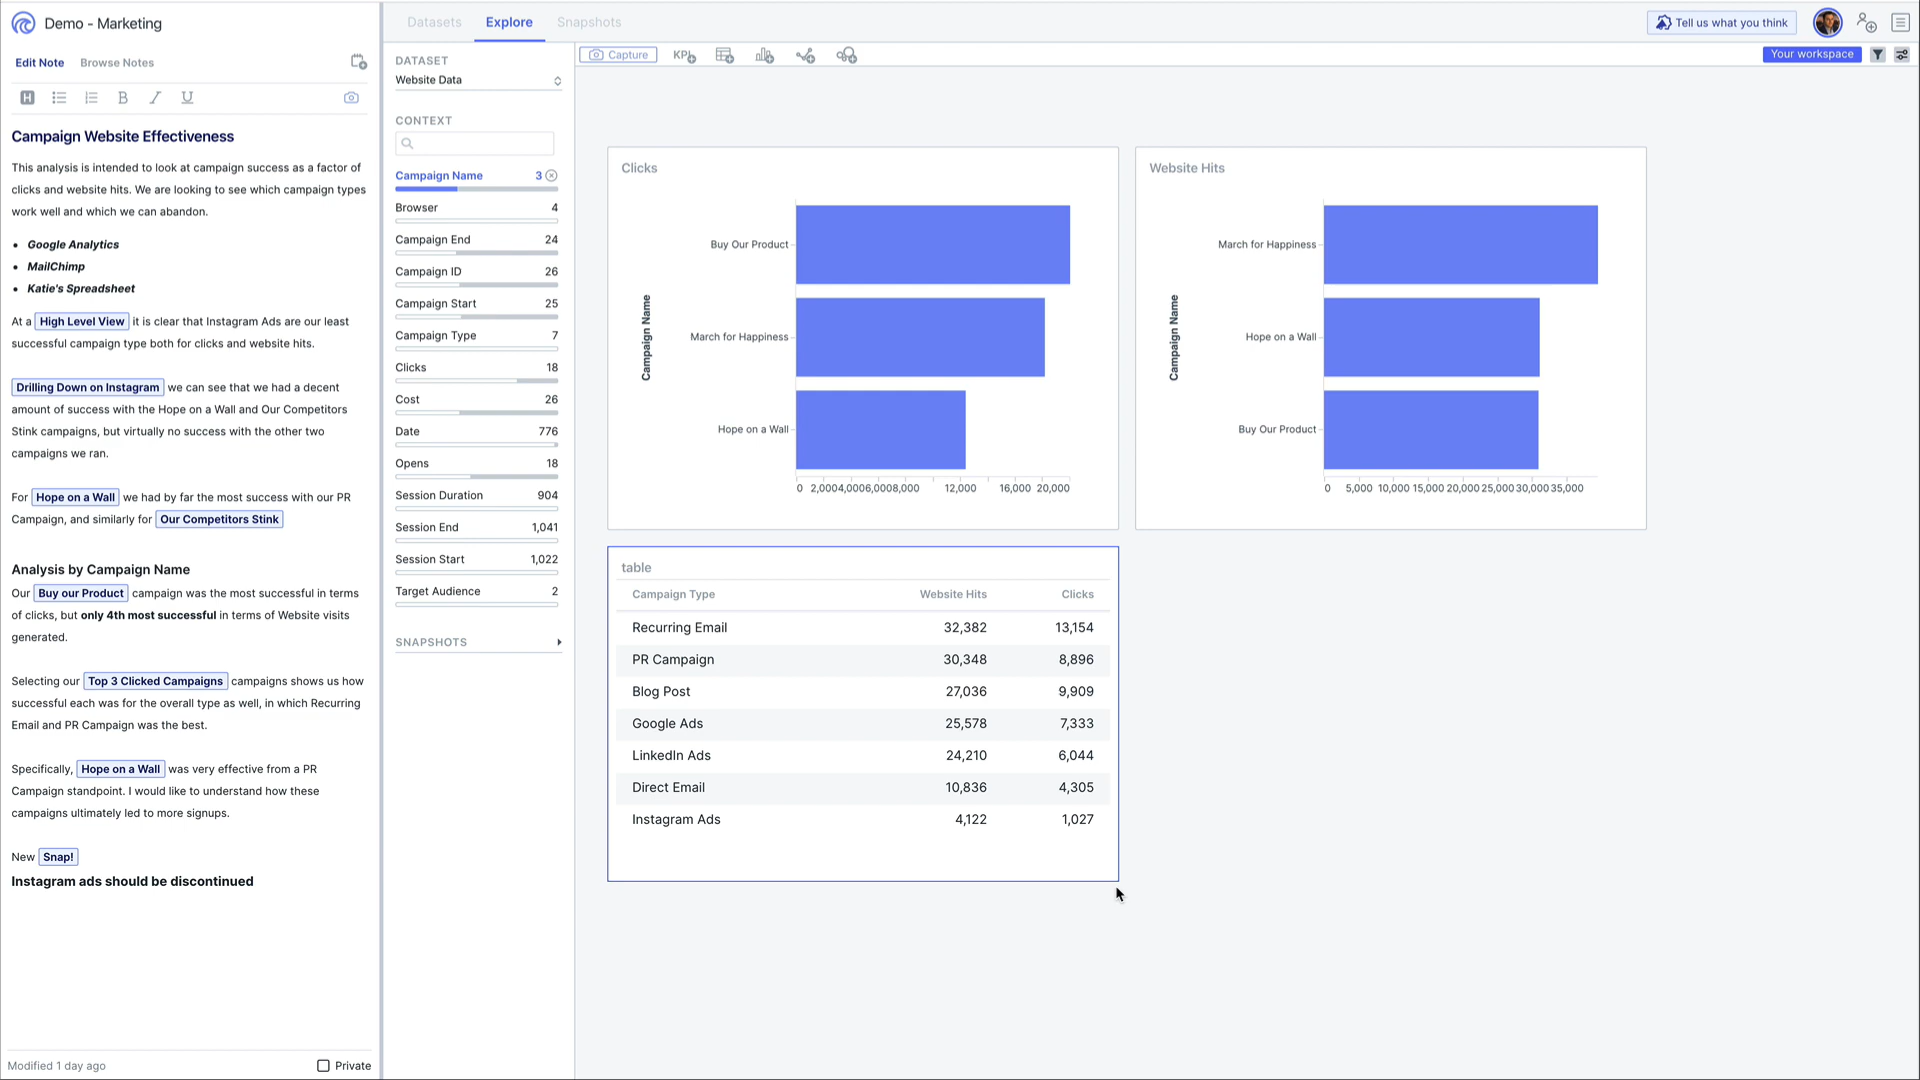 Demo - Marketing
Edit Note
Browse Notes
H
B
I
U
Campaign Website Effectiveness
This analysis is intended to look at campaign success as a factor of
clicks and website hits. We are looking to see which campaign types
work well and which we can abandon.
Google Analytics
MailChimp
Katie's Spreadsheet
At a High Level View it is clear that Instagram Ads are our least
successful campaign type both for clicks and website hits.
Drilling Down on Instagram we can see that we had a decent
amount of success with the Hope on a Wall and Our Competitors
Stink campaigns, but virtually no success with the other two
campaigns we ran.
For Hope on a Wall we had by far the most success with our PR
Campaign, and similarly for Our Competitors Stink
Analysis by Campaign Name
Our Buy our Product campaign was the most successful in terms
of clicks, but only 4th most successful in terms of Website visits
generated.
Selecting our Top 3 Clicked Campaigns campaigns shows us how
successful each was for the overall type as well, in which Recurring
Email and PR Campaign was the best.
Specifically, Hope on a Wall was very effective from a PR
Campaign standpoint. I would like to understand how these
campaigns ultimately led to more signups.
New Snap!
Instagram ads should be discontinued
Modified 1 day ago
Private
Datasets
Explore
Snapshots
Tell us what you think
DATASET
Website Data
CONTEXT
Campaign Name 3
Browser 4
Campaign End 24
Campaign ID 26
Campaign Start 25
Campaign Type 7
Clicks 18
Cost 26
Date 776
Opens 18
Session Duration 904
Session End 1,041
Session Start 1,022
Target Audience 2
SNAPSHOTS
Capture
KPI
Your workspace
Clicks
Campaign Name
Buy Our Product
March for Happiness
Hope on a Wall
0 2,000 4,000 6,000 8,000 12,000 16,000 20,000
Website Hits
Campaign Name
March for Happiness
Hope on a Wall
Buy Our Product
0 5,000 10,000 15,000 20,000 25,000 30,000 35,000
table
Campaign Type Website Hits Clicks
Recurring Email 32,382 13,154
PR Campaign 30,348 8,896
Blog Post 27,036 9,909
Google Ads 25,578 7,333
LinkedIn Ads 24,210 6,044
Direct Email 10,836 4,305
Instagram Ads 4,122 1,027